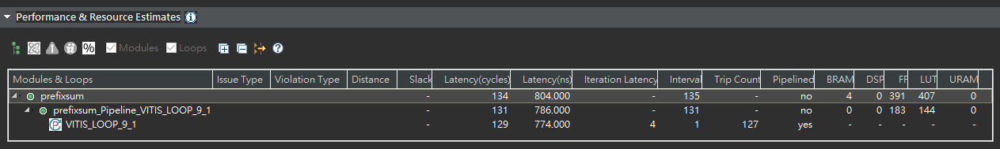 Performance & Resource Estimates
% Modules Loops
Modules & Loops Issue Type Violation Type Distance Slack Latency(cycles) Latency(ns) Iteration Latency Interval Trip Count Pipelined BRAM DSP FF LUT URAM
prefixsum - 134 804.000 - 135 - no 4 0 391 407 0
prefixsum_Pipeline_VITIS_LOOP_9_1 - 131 786.000 - 131 - no 0 0 183 144 0
VITIS_LOOP_9_1 - 129 774.000 4 1 127 yes - - - - -